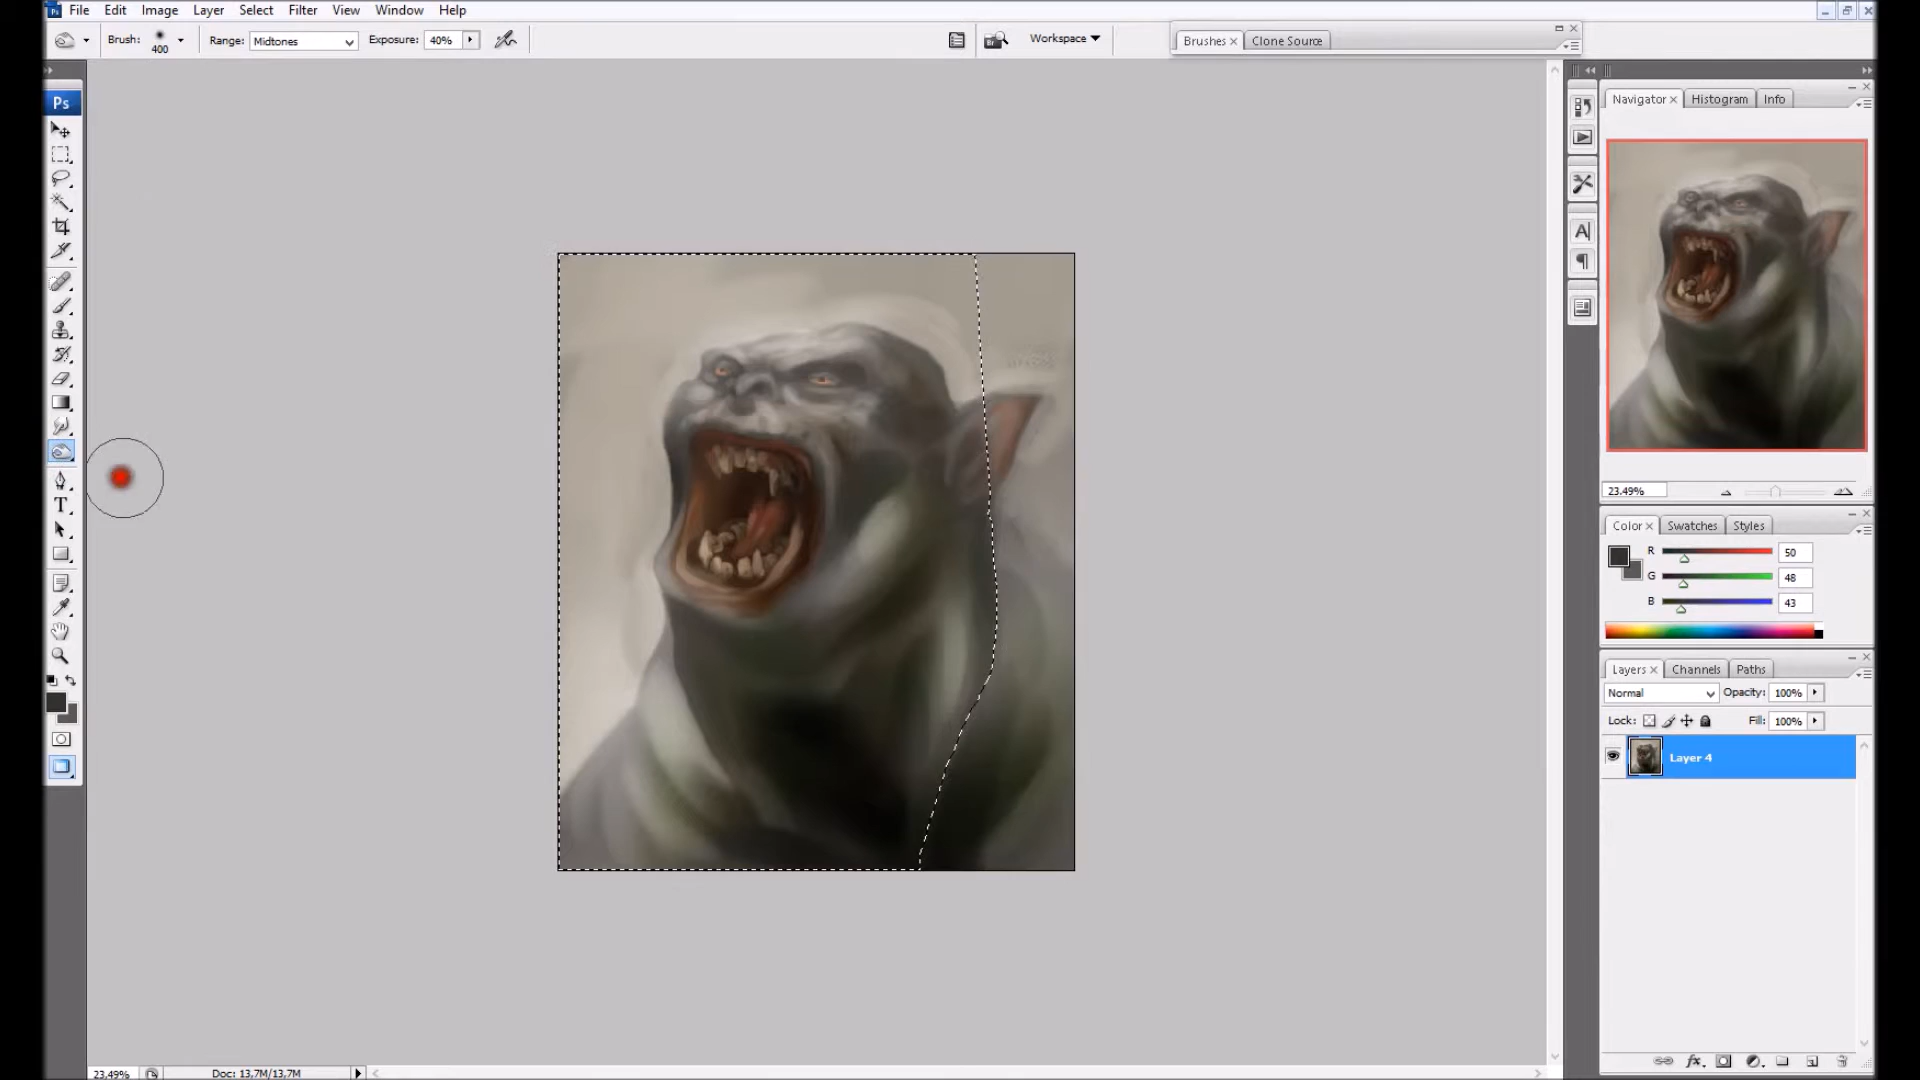 Ps File Edit Image Layer Select Filter View Window Help
Brush: 400 Range: Midtones Exposure: 40% Workspace Brushes Clone Source
Ps
Navigator Histogram Info
A
T
23.49%
Color Swatches Styles
R 50
G 48
B 43
Layers Channels Paths
Normal Opacity: 100%
Lock: Fill: 100%
Layer 4
fx
23.49% Doc: 13,7M/13,7M